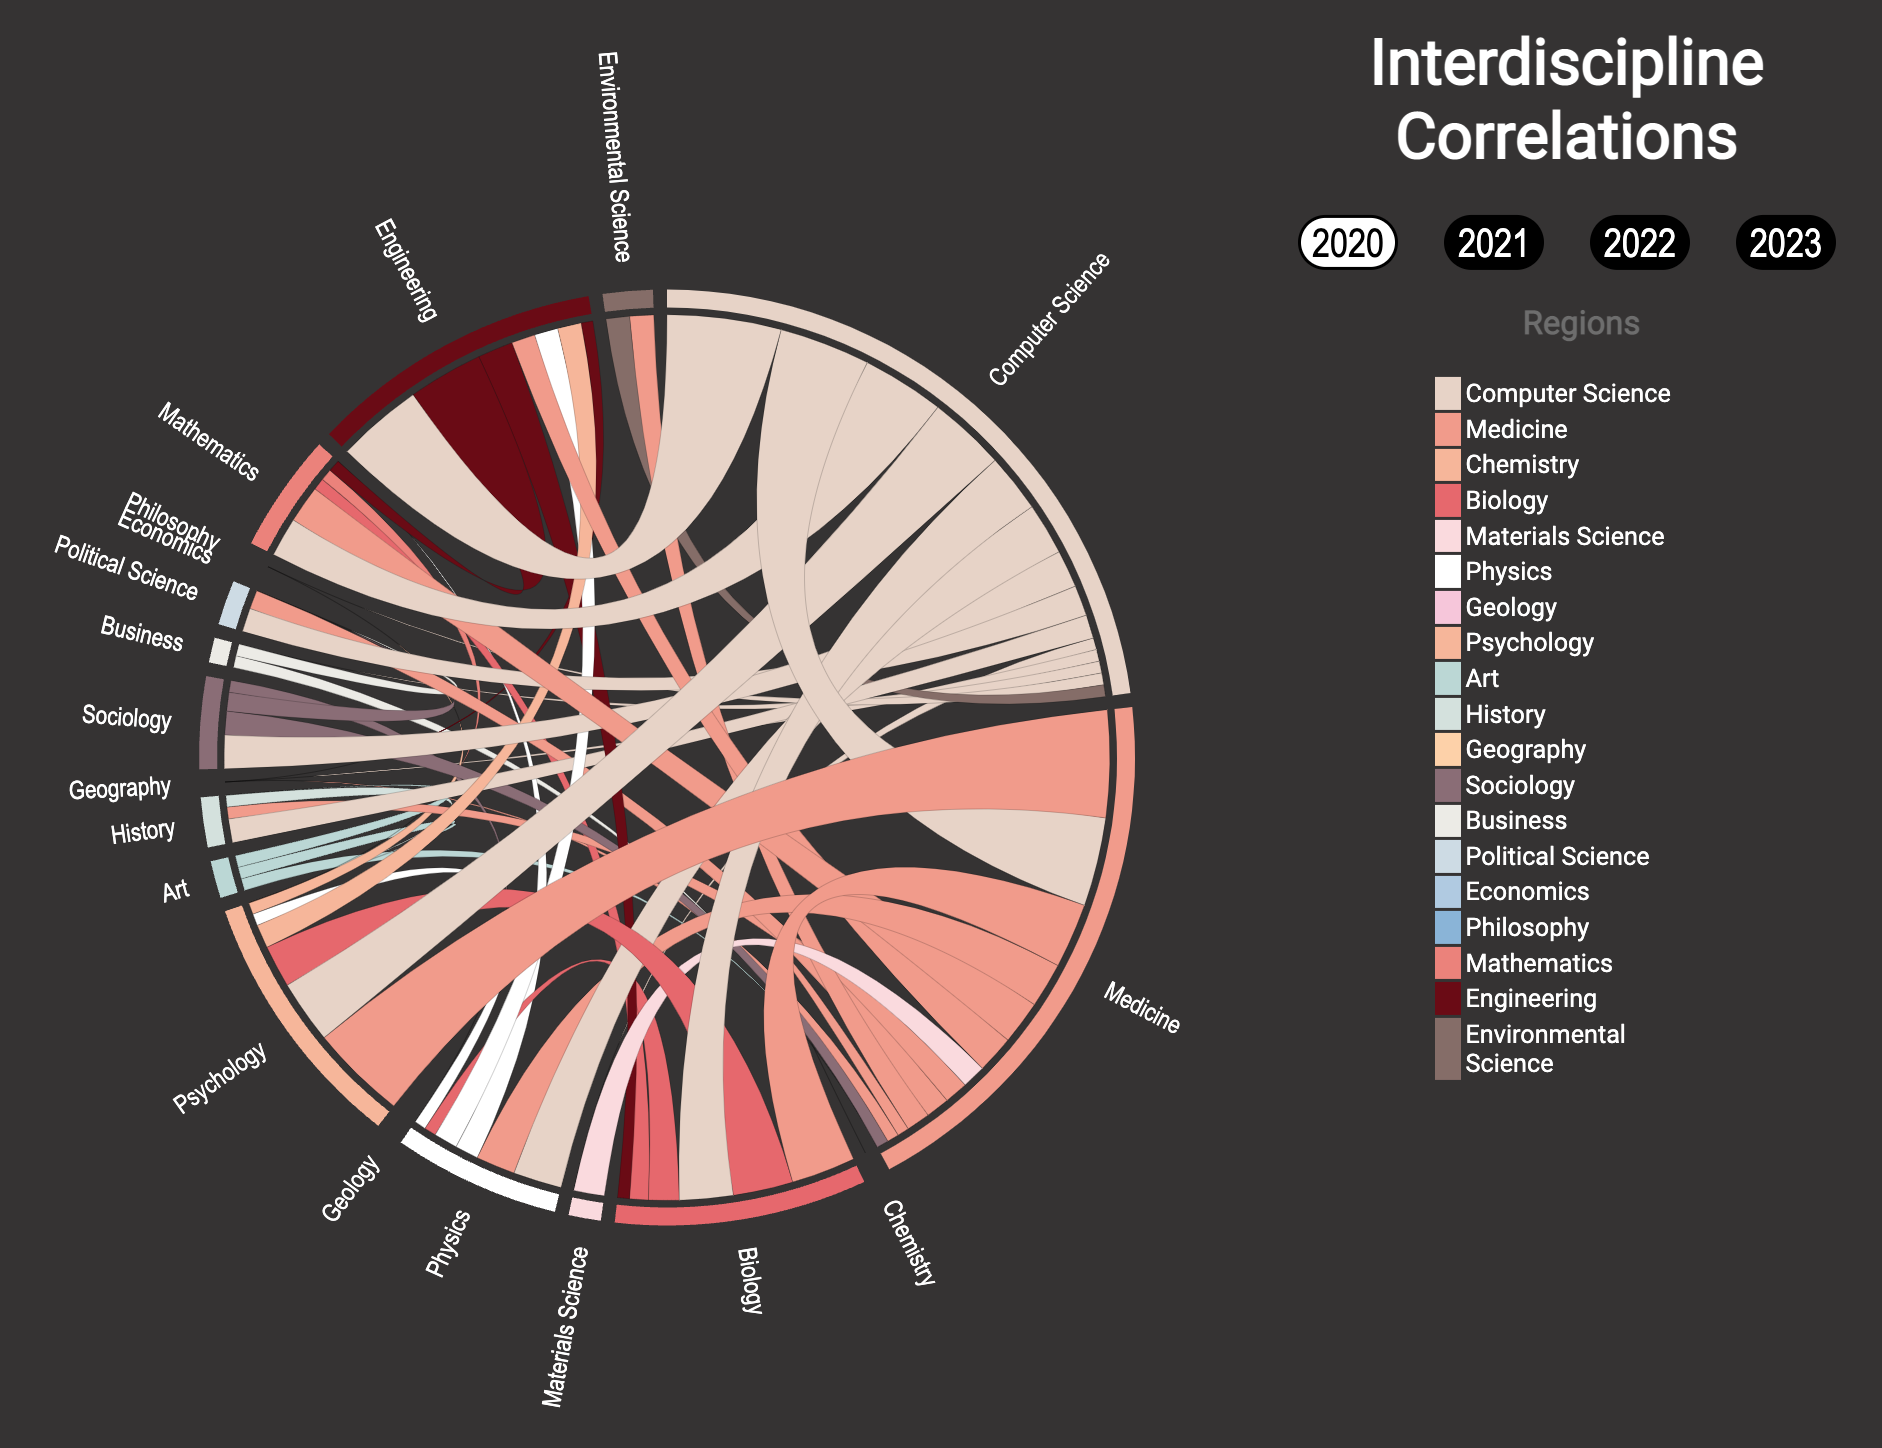 Interdiscipline
Correlations
2020
2021
2022
2023
Regions
Computer Science
Medicine
Chemistry
Biology
Materials Science
Physics
Geology
Psychology
Art
History
Geography
Sociology
Business
Political Science
Economics
Philosophy
Mathematics
Engineering
Environmental
Science
Environmental Science
Computer Science
Medicine
Chemistry
Biology
Materials Science
Physics
Geology
Psychology
Art
History
Geography
Sociology
Business
Political Science
Economics
Philosophy
Mathematics
Engineering